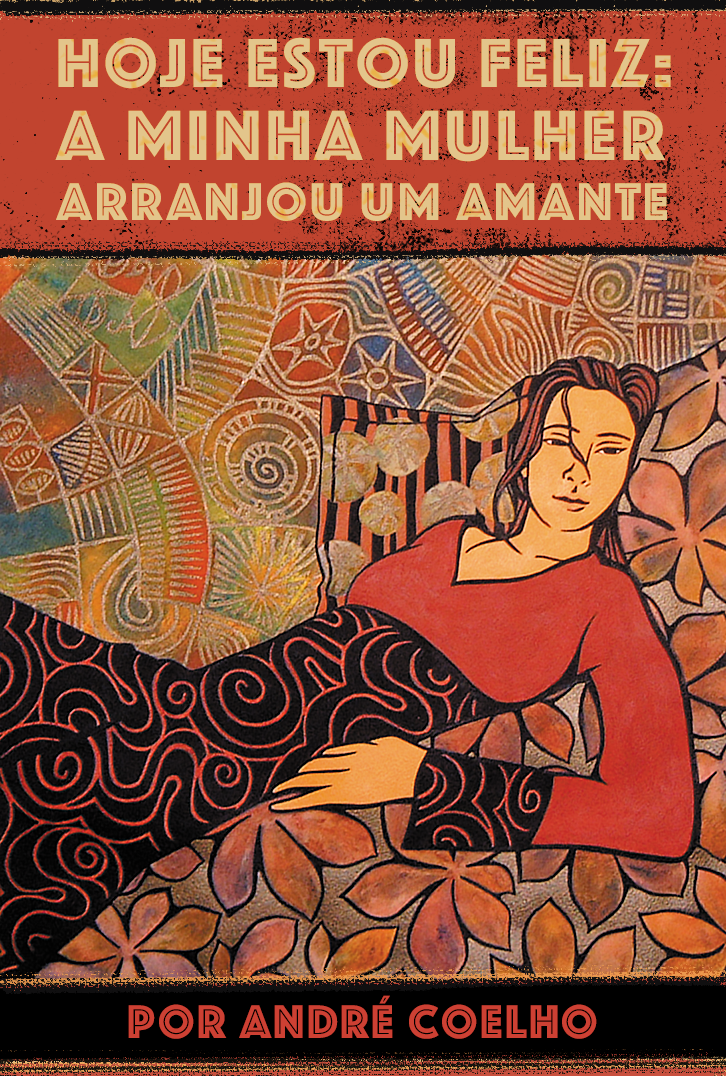 HOJE ESTOU FELIZ:
A MINHA MULHER
ARRANJOU UM AMANTE
POR ANDRÉ COELHO